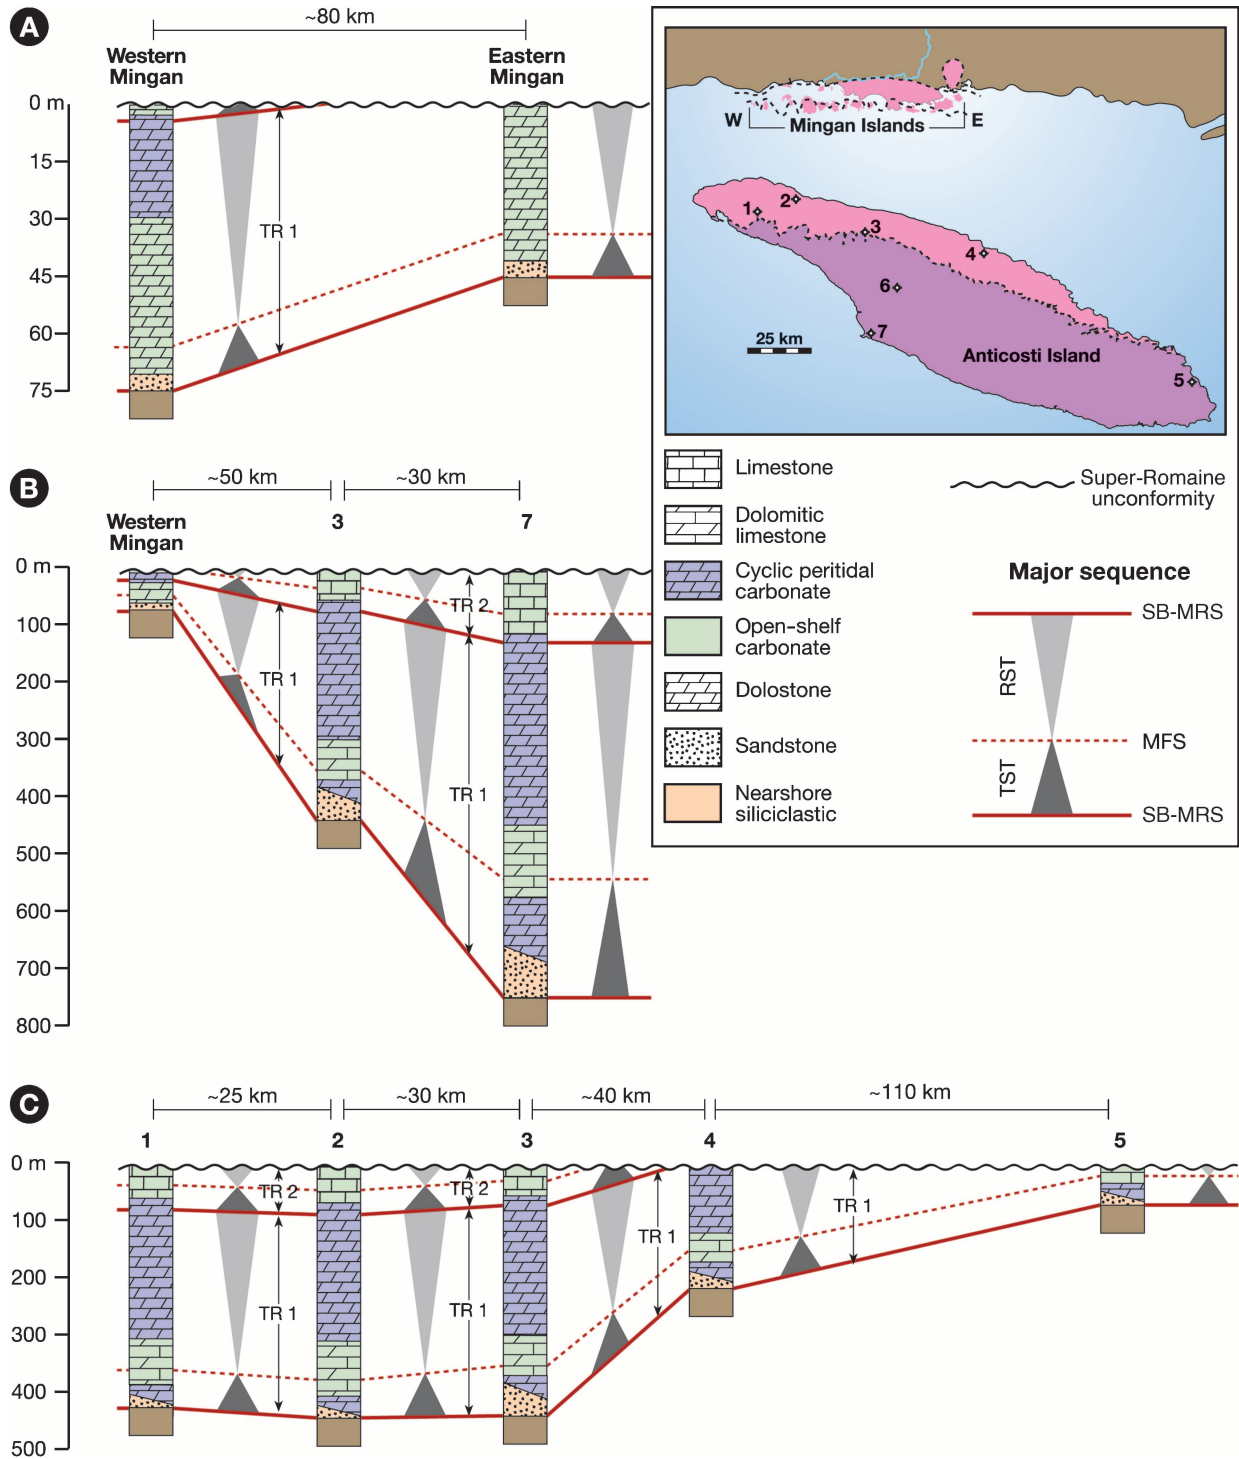 A
~80 km
Western
Mingan
Eastern
Mingan
0 m
15
30
45
60
75
TR 1
W
Mingan Islands
E
1
2
3
4
6
7
5
25 km
Anticosti Island
Limestone
Dolomitic
limestone
Cyclic peritidal
carbonate
Open-shelf
carbonate
Dolostone
Sandstone
Nearshore
siliciclastic
Super-Romaine
unconformity
Major sequence
SB-MRS
RST
MFS
TST
SB-MRS
B
~50 km
~30 km
Western
Mingan
3
7
0 m
100
200
300
400
500
600
700
800
TR 1
TR 2
TR 1
C
~25 km
~30 km
~40 km
~110 km
1
2
3
4
5
0 m
100
200
300
400
500
TR 2
TR 1
TR 2
TR 1
TR 1
TR 1